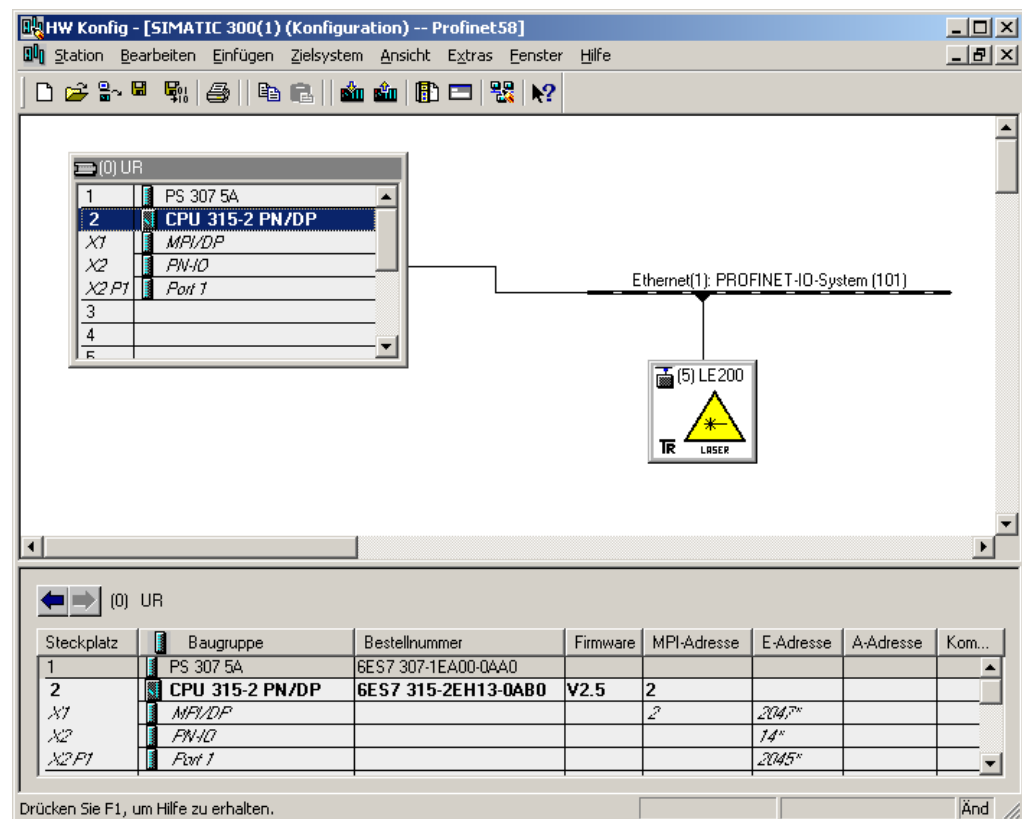 HW Konfig - [SIMATIC 300(1) (Konfiguration) -- Profinet58]
Station Bearbeiten Einfügen Zielsystem Ansicht Extras Fenster Hilfe
(0) UR
1 PS 307 5A
2 CPU 315-2 PN/DP
X1 MPI/DP
X2 PN-IO
X2 P1 Port 1
3
4
5
Ethernet(1): PROFINET-IO-System (101)
(5) LE200
TR LASER
(0) UR
Steckplatz Baugruppe Bestellnummer Firmware MPI-Adresse E-Adresse A-Adresse Kom...
1 PS 307 5A 6ES7 307-1EA00-0AA0
2 CPU 315-2 PN/DP 6ES7 315-2EH13-0AB0 V2.5 2
X1 MPI/DP 2 2047*
X2 PN-IO 14*
X2 P1 Port 1 2045*
Drücken Sie F1, um Hilfe zu erhalten. Änd